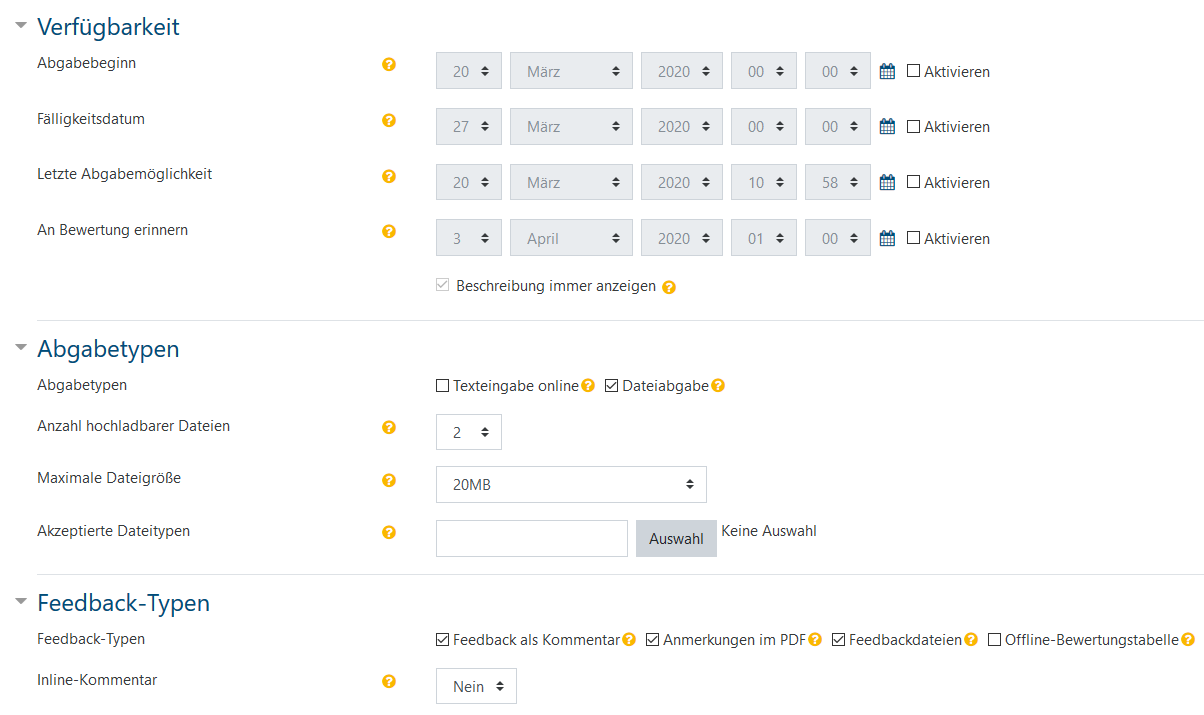 Verfügbarkeit
Abgabebeginn ? 20 März 2020 00 00 Aktivieren
Fälligkeitsdatum ? 27 März 2020 00 00 Aktivieren
Letzte Abgabemöglichkeit ? 20 März 2020 10 58 Aktivieren
An Bewertung erinnern ? 3 April 2020 01 00 Aktivieren
Beschreibung immer anzeigen ?
Abgabetypen
Abgabetypen Texteingabe online ? Dateiabgabe ?
Anzahl hochladbarer Dateien ? 2
Maximale Dateigröße ? 20MB
Akzeptierte Dateitypen ? Auswahl Keine Auswahl
Feedback-Typen
Feedback-Typen Feedback als Kommentar ? Anmerkungen im PDF ? Feedbackdateien ? Offline-Bewertungstabelle ?
Inline-Kommentar ? Nein